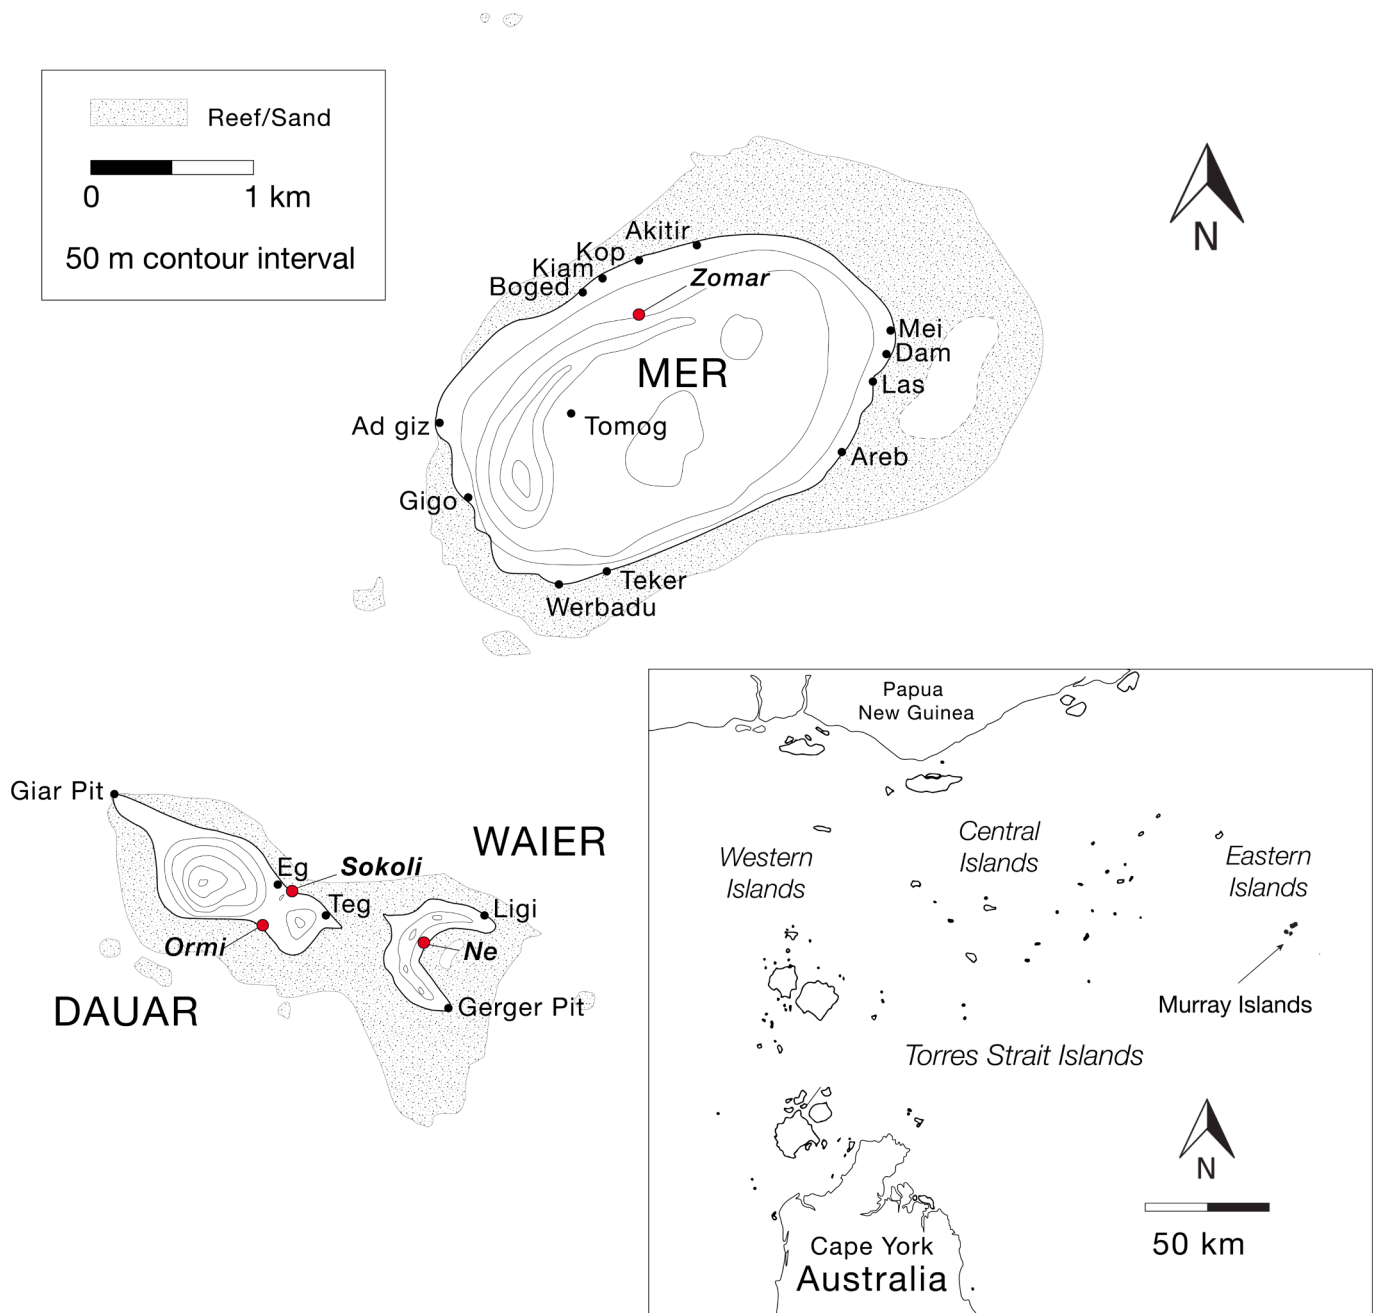 Reef/Sand
0 1 km
50 m contour interval
N
Akitir
Kop
Kiam
Boged
Zomar
Mei
MER
Dam
Las
Ad giz
Tomog
Areb
Gigo
Teker
Werbadu
Giar Pit
WAIER
Eg
Sokoli
Teg
Ligi
Ormi
Ne
DAUAR
Gerger Pit
Papua
New Guinea
Western
Islands
Central
Islands
Eastern
Islands
Murray Islands
Torres Strait Islands
N
50 km
Cape York
Australia